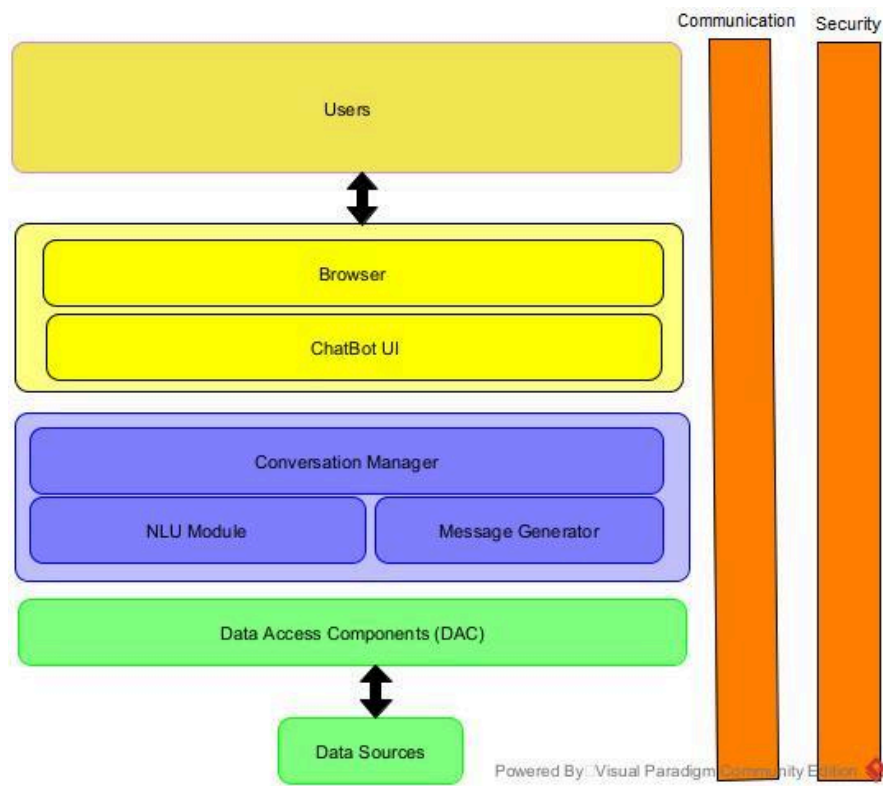 Communication
Security
Users
Browser
ChatBot UI
Conversation Manager
NLU Module
Message Generator
Data Access Components (DAC)
Data Sources
Powered By Visual Paradigm Community Edition